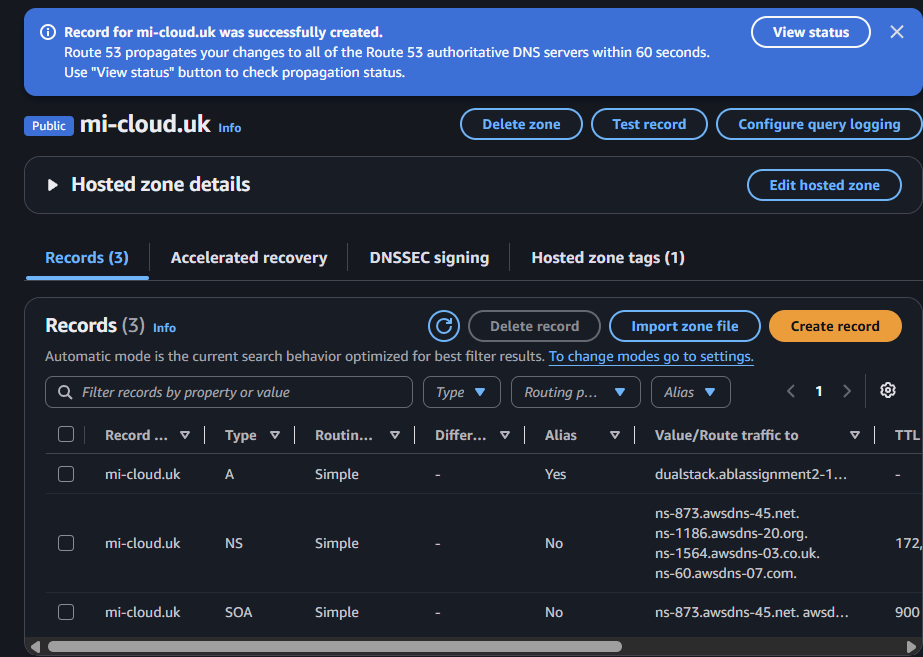 Record for mi-cloud.uk was successfully created.
Route 53 propagates your changes to all of the Route 53 authoritative DNS servers within 60 seconds.
Use "View status" button to check propagation status.
View status
Public mi-cloud.uk Info
Delete zone Test record Configure query logging
Hosted zone details
Edit hosted zone
Records (3) Accelerated recovery DNSSEC signing Hosted zone tags (1)
Records (3) Info
Delete record Import zone file Create record
Automatic mode is the current search behavior optimized for best filter results. To change modes go to settings.
Filter records by property or value Type Routing p... Alias 1
Record ... Type Routin... Differ... Alias Value/Route traffic to TTL
mi-cloud.uk A Simple - Yes dualstack.ablassignment2-1... -
ns-873.awsdns-45.net.
ns-1186.awsdns-20.org.
mi-cloud.uk NS Simple - No 172,
ns-1564.awsdns-03.co.uk.
ns-60.awsdns-07.com.
mi-cloud.uk SOA Simple - No ns-873.awsdns-45.net. awsd... 900